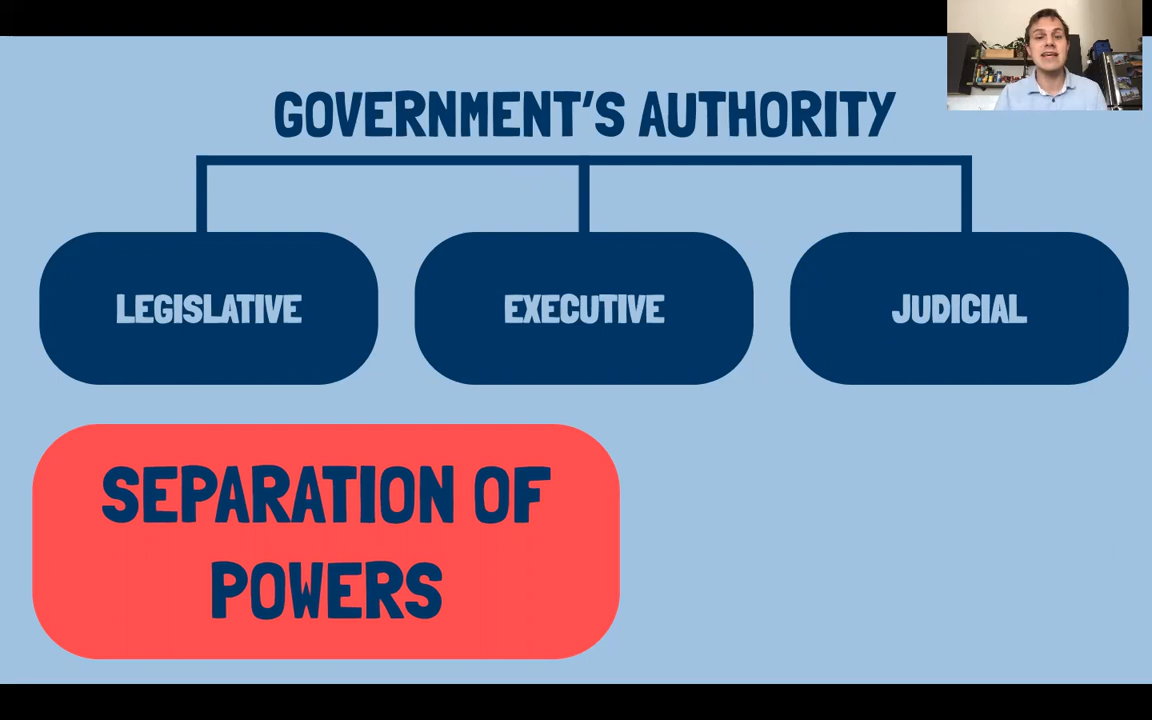 GOVERNMENT'S AUTHORITY
LEGISLATIVE
EXECUTIVE
JUDICIAL
SEPARATION OF
POWERS